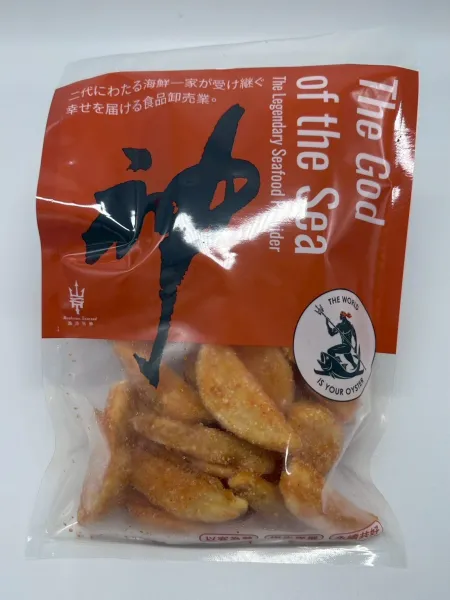 二代にわたる海鮮一家が受け継ぐ
幸せを届ける食品卸売業。
The God
of the Sea
The Legendary Seafood
神
THE WORLD
IS YOUR OYSTER